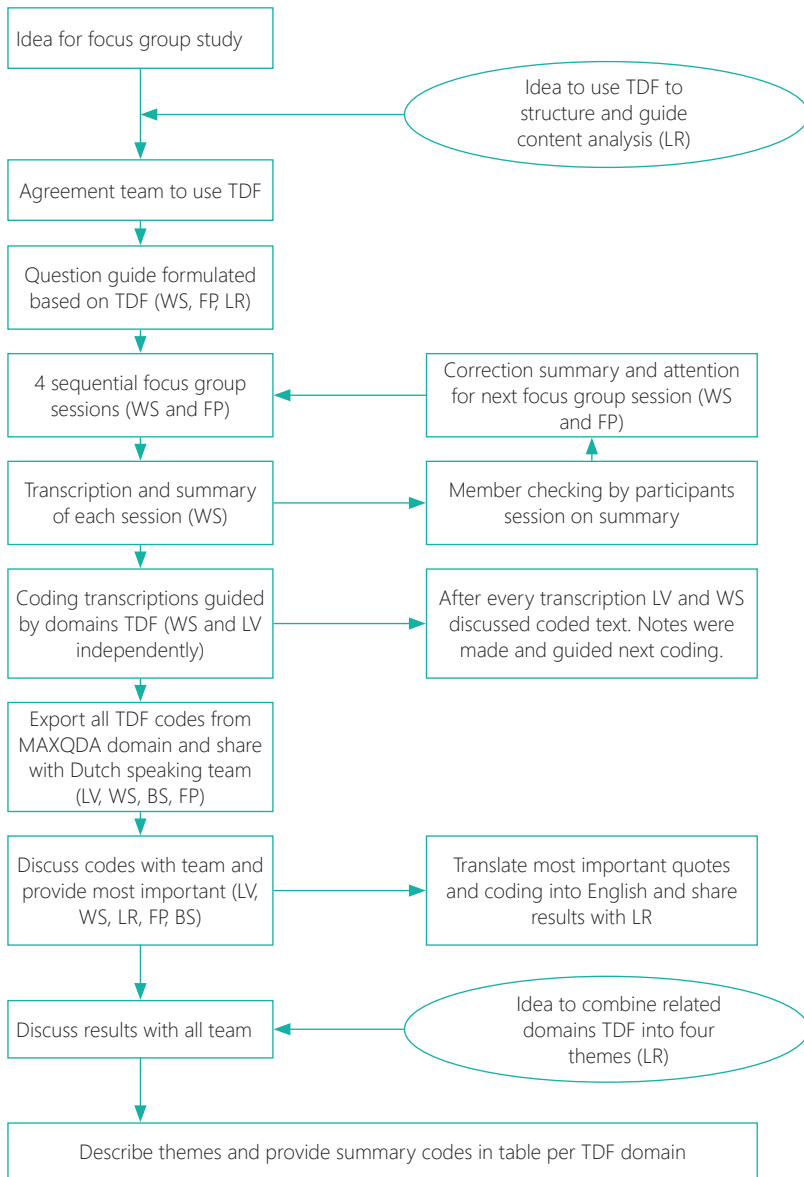 Idea for focus group study
Idea to use TDF to
structure and guide
content analysis (LR)
Agreement team to use TDF
Question guide formulated
based on TDF (WS, FP, LR)
4 sequential focus group
sessions (WS and FP)
Correction summary and attention
for next focus group session (WS
and FP)
Transcription and summary
of each session (WS)
Member checking by participants
session on summary
Coding transcriptions guided
by domains TDF (WS and LV
independently)
After every transcription LV and WS
discussed coded text. Notes were
made and guided next coding.
Export all TDF codes from
MAXQDA domain and share
with Dutch speaking team
(LV, WS, BS, FP)
Discuss codes with team and
provide most important (LV,
WS, LR, FP, BS)
Translate most important quotes
and coding into English and share
results with LR
Discuss results with all team
Idea to combine related
domains TDF into four
themes (LR)
Describe themes and provide summary codes in table per TDF domain